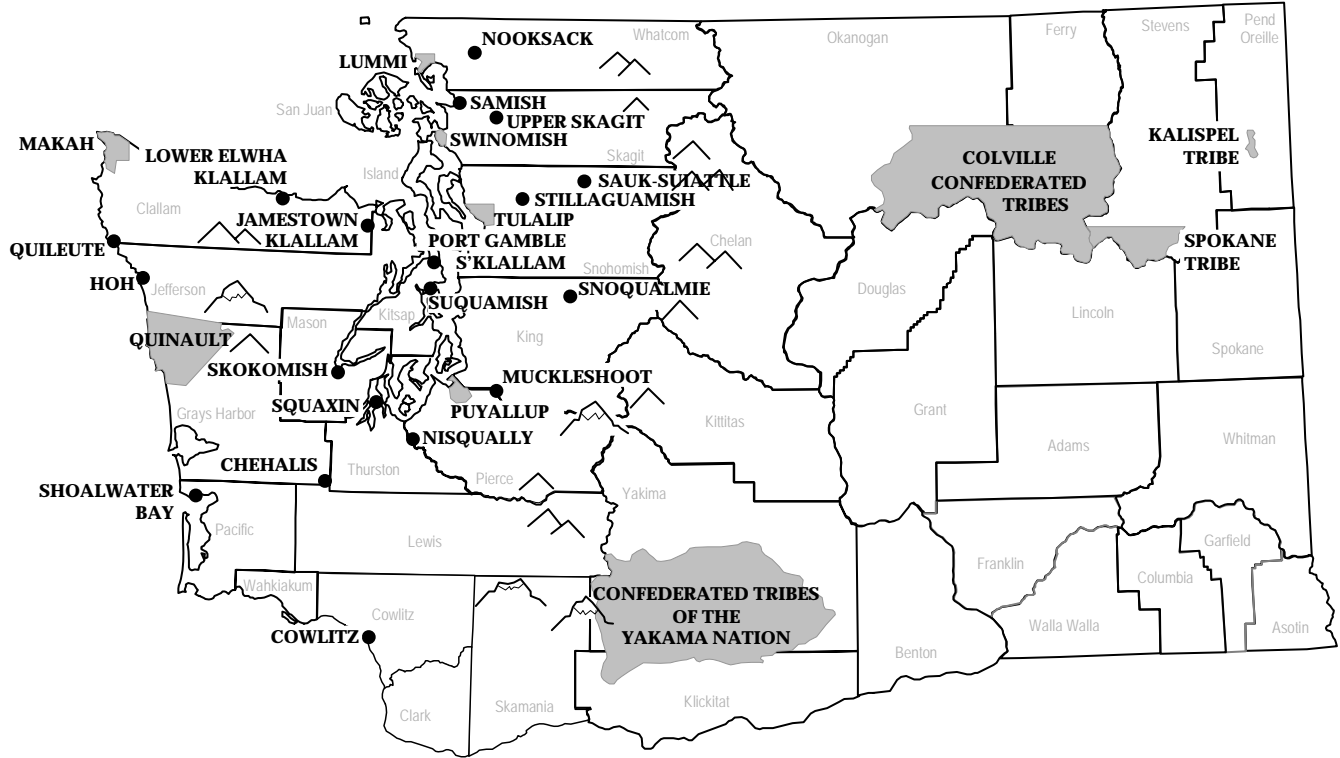 NOOKSACK
Whatcom
Okanogan
Ferry
Stevens
Pend
Oreille
LUMMI
San Juan
SAMISH
UPPER SKAGIT
SWINOMISH
Skagit
MAKAH
LOWER ELWHA
KLALLAM
Island
SAUK-SUIATTLE
STILLAGUAMISH
COLVILLE
CONFEDERATED
TRIBES
KALISPEL
TRIBE
Clallam
JAMESTOWN
KLALLAM
TULALIP
PORT GAMBLE
S'KLALLAM
Snohomish
Chelan
SPOKANE
TRIBE
QUILEUTE
HOH
Jefferson
SUQUAMISH
SNOQUALMIE
Douglas
Lincoln
Mason
Kitsap
King
Spokane
QUINAULT
SKOKOMISH
MUCKLESHOOT
SQUAXIN
PUYALLUP
Grays Harbor
Kittitas
Grant
Adams
Whitman
NISQUALLY
CHEHALIS
Thurston
Pierce
Yakima
SHOALWATER
BAY
Pacific
Lewis
Franklin
Garfield
Columbia
Wahkiakum
CONFEDERATED TRIBES
OF THE
YAKAMA NATION
Cowlitz
COWLITZ
Walla Walla
Asotin
Benton
Clark
Skamania
Klickitat